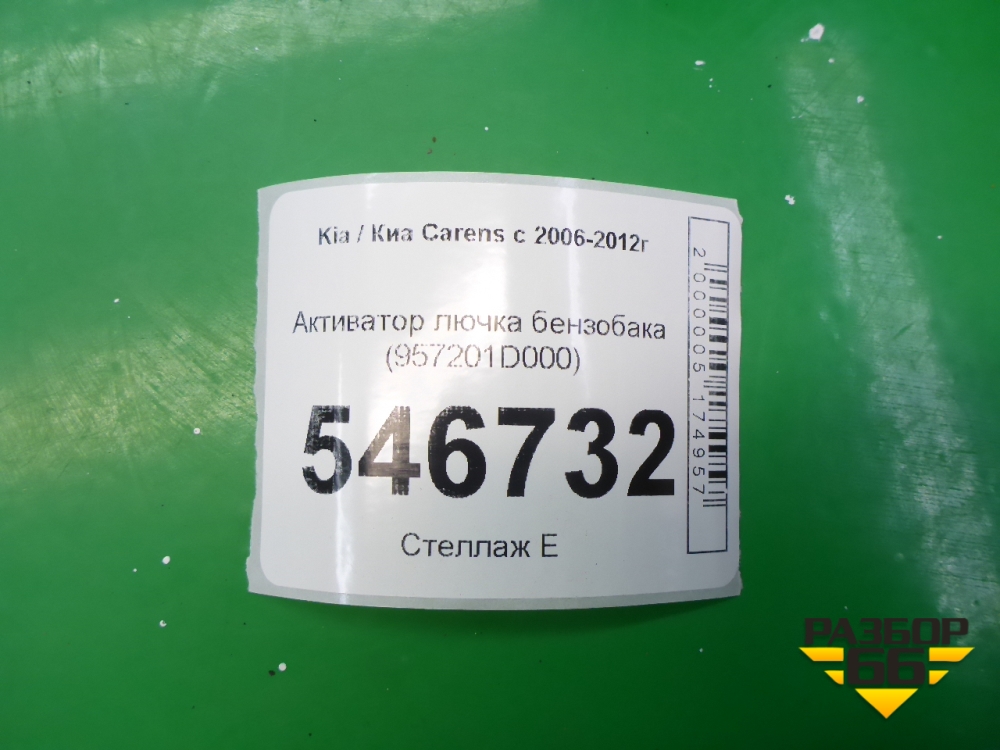 Kia / Киа Carens с 2006-2012г
Активатор лючка бензобака
(957201D000)
546732
Стеллаж Е
2000005174957
РАЗБОР
66